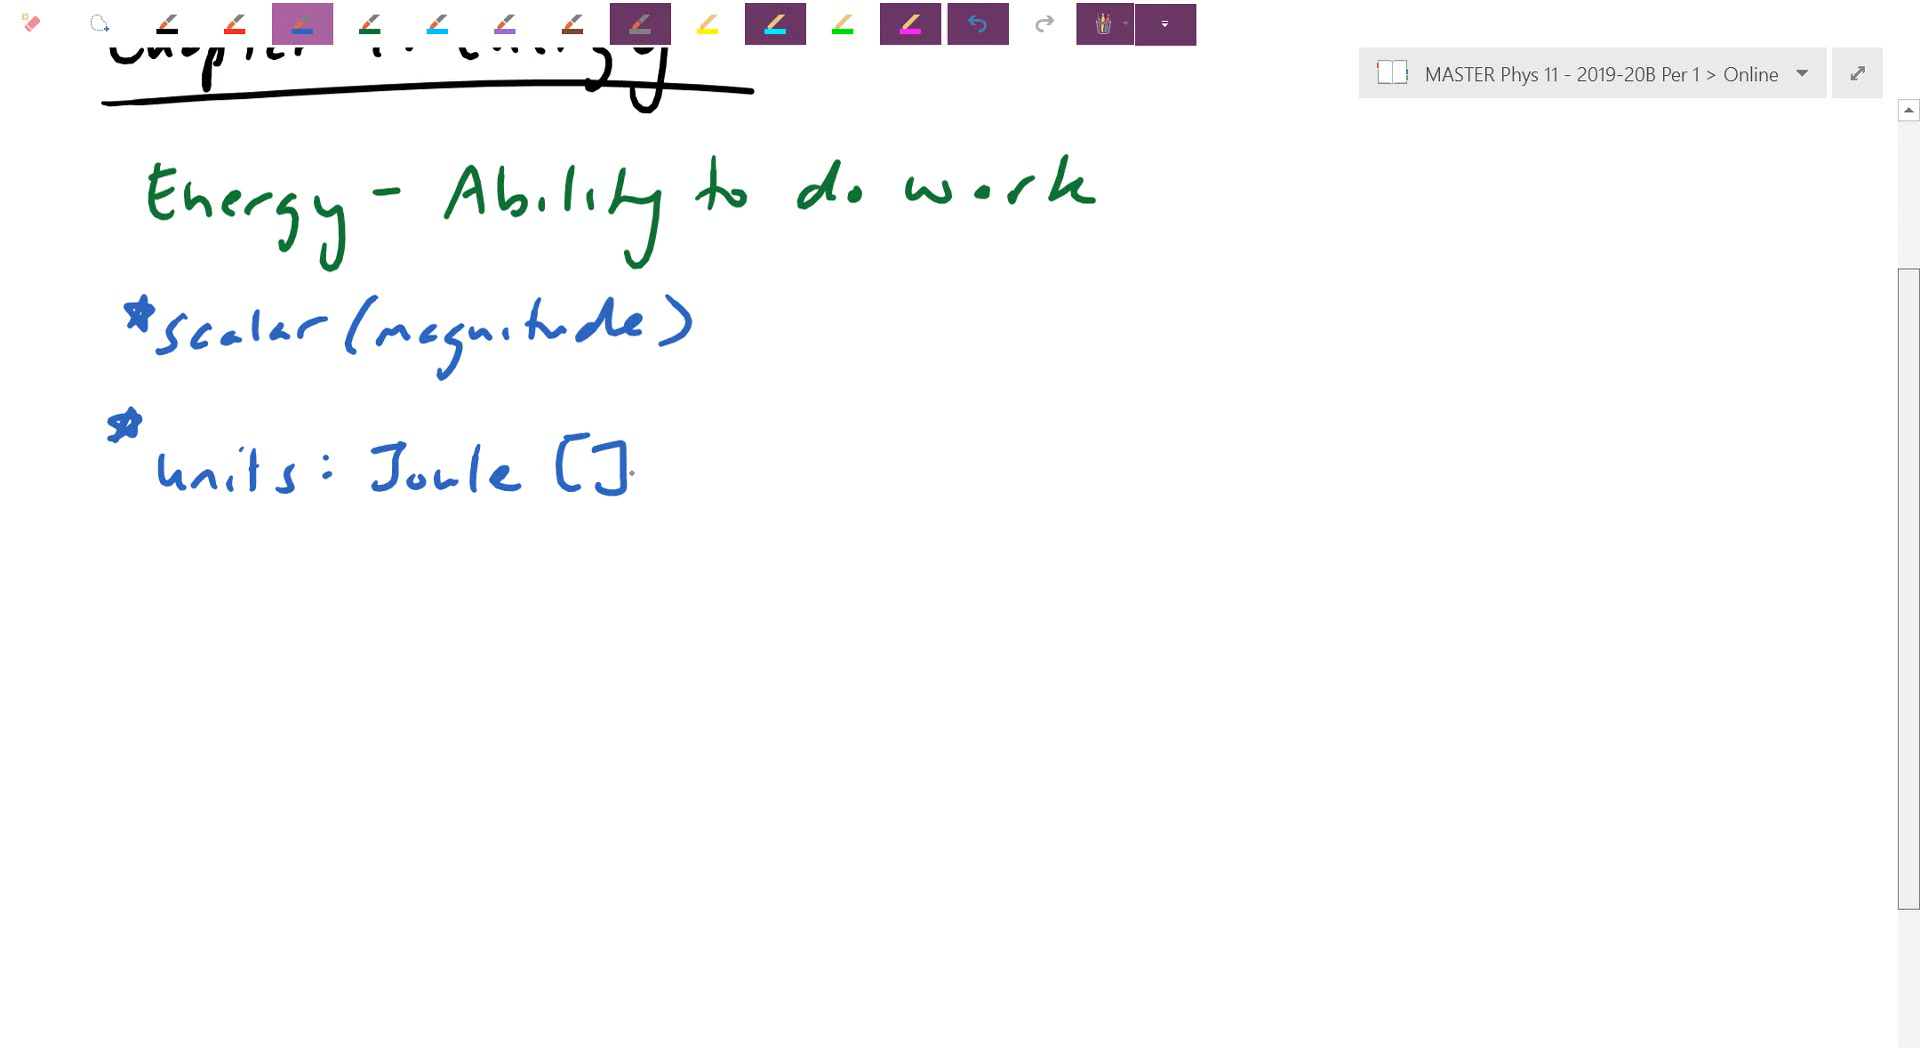 MASTER Phys 11 - 2019-20B Per 1 > Online
Energy - Ability to do work
*scalar (magnitude)
*
units: Joule [J